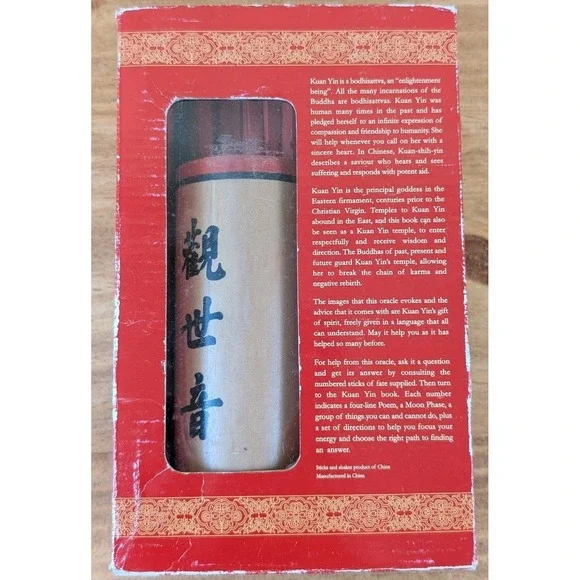 觀世音
Kuan Yin is a bodhisattva, an "enlightenment
being". All the many incarnations of the
Buddha are bodhisattvas. Kuan Yin was
human many times in the past and has
pledged herself to an infinite expression of
compassion and friendship to humanity. She
will help whenever you call on her with a
sincere heart. In Chinese, Kuan-shih-yin
describes a saviour who hears and sees
suffering and responds with potent aid.
Kuan Yin is the principal goddess in the
Eastern firmament, centuries prior to the
Christian Virgin. Temples to Kuan Yin
abound in the East, and this book can also
be seen as a Kuan Yin temple, to enter
respectfully and receive wisdom and
direction. The Buddhas of past, present and
future guard Kuan Yin's temple, allowing
her to break the chain of karma and
negative rebirth.
The images that this oracle evokes and the
advice that it comes with are Kuan Yin's gift
of spirit, freely given in a language that all can
understand. May it help you as it has
helped so many before.
For help from this oracle, ask it a question
and get its answer by consulting the
numbered sticks of fate supplied. Then turn
to the Kuan Yin book. Each number
indicates a four-line Poem, a Moon Phase, a
group of things you can and cannot do, plus
a set of directions to help you focus your
energy and choose the right path to finding
an answer.
Sticks and shaker product of China
Manufactured in China